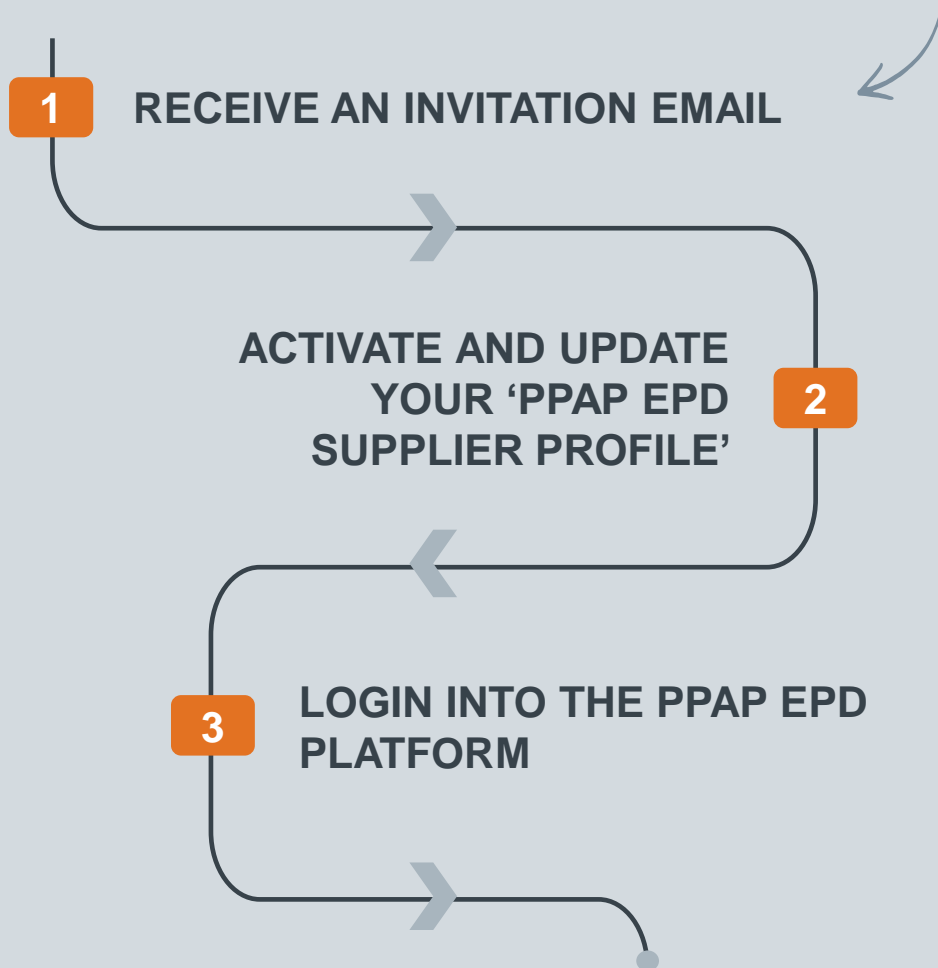 1 RECEIVE AN INVITATION EMAIL
ACTIVATE AND UPDATE
YOUR ‘PPAP EPD
SUPPLIER PROFILE’
2
3
LOGIN INTO THE PPAP EPD
PLATFORM